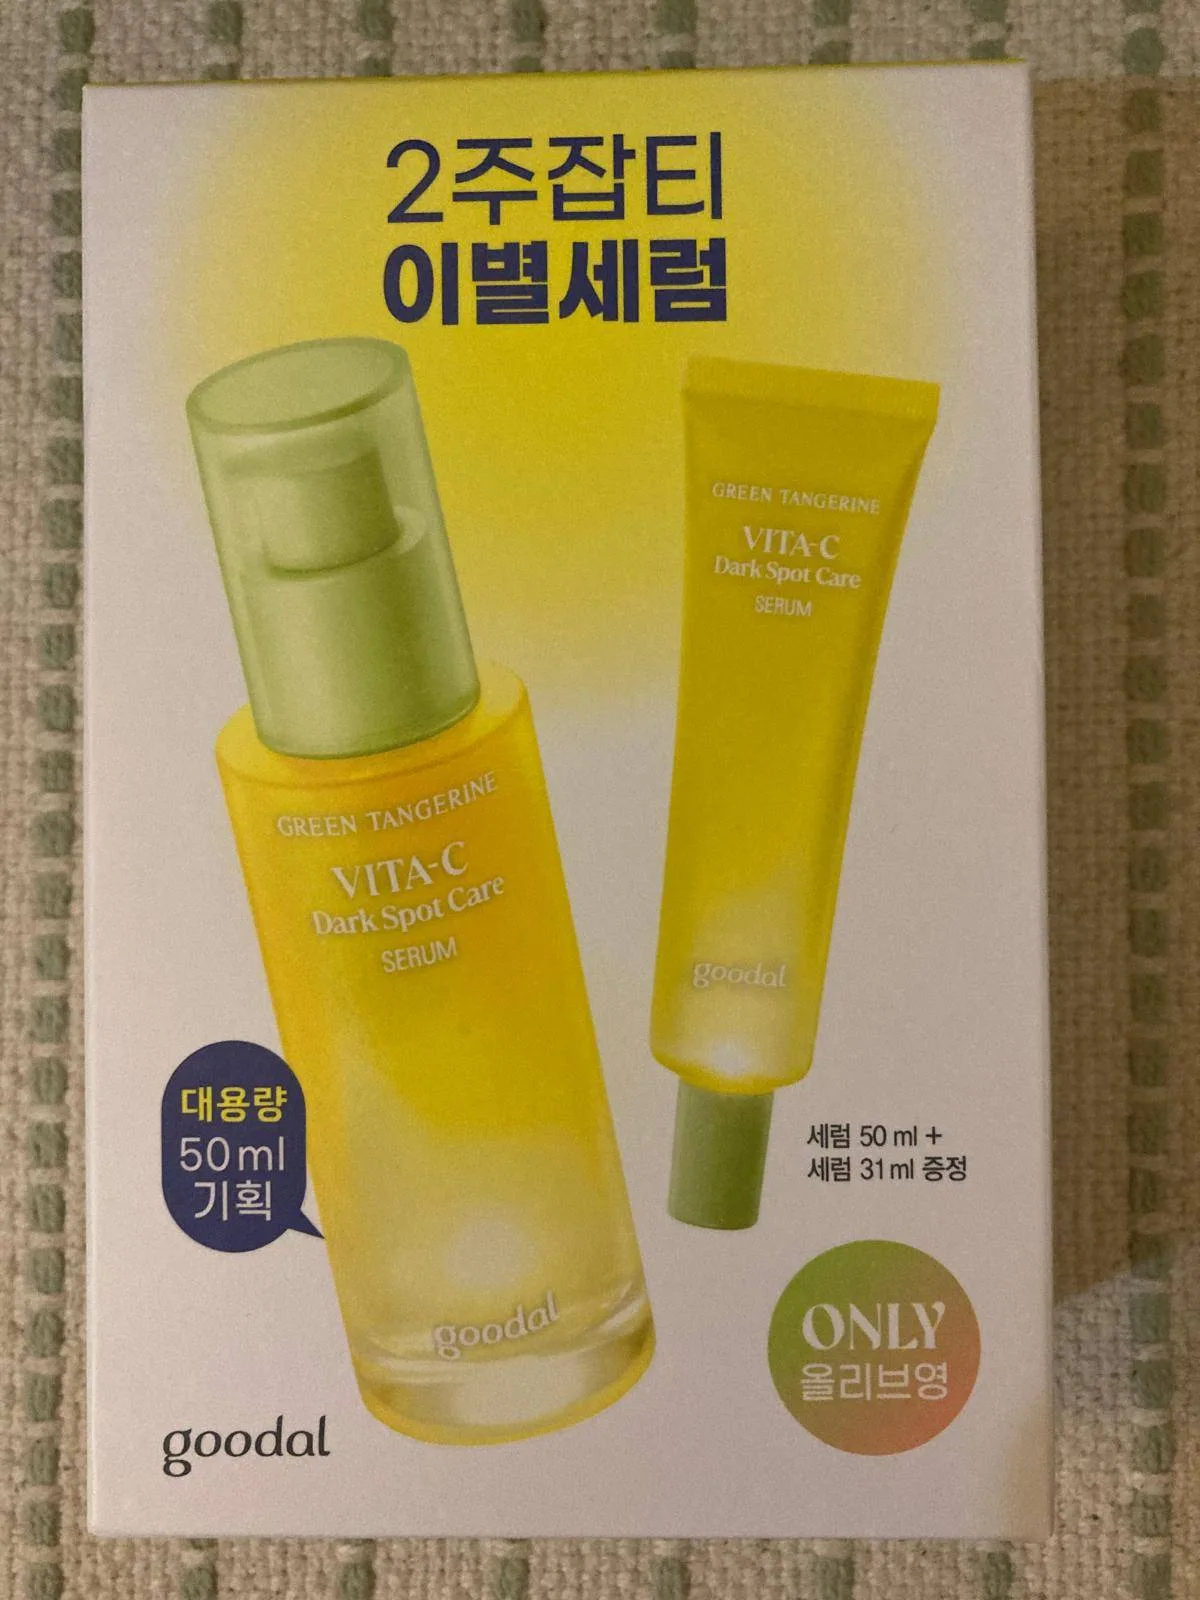 2주잡티
이별세럼
GREEN TANGERINE
VITA-C
Dark Spot Care
SERUM
goodal
GREEN TANGERINE
VITA-C
Dark Spot Care
SERUM
goodal
대용량
50ml
기획
세럼 50 ml +
세럼 31 ml 증정
ONLY
올리브영
goodal